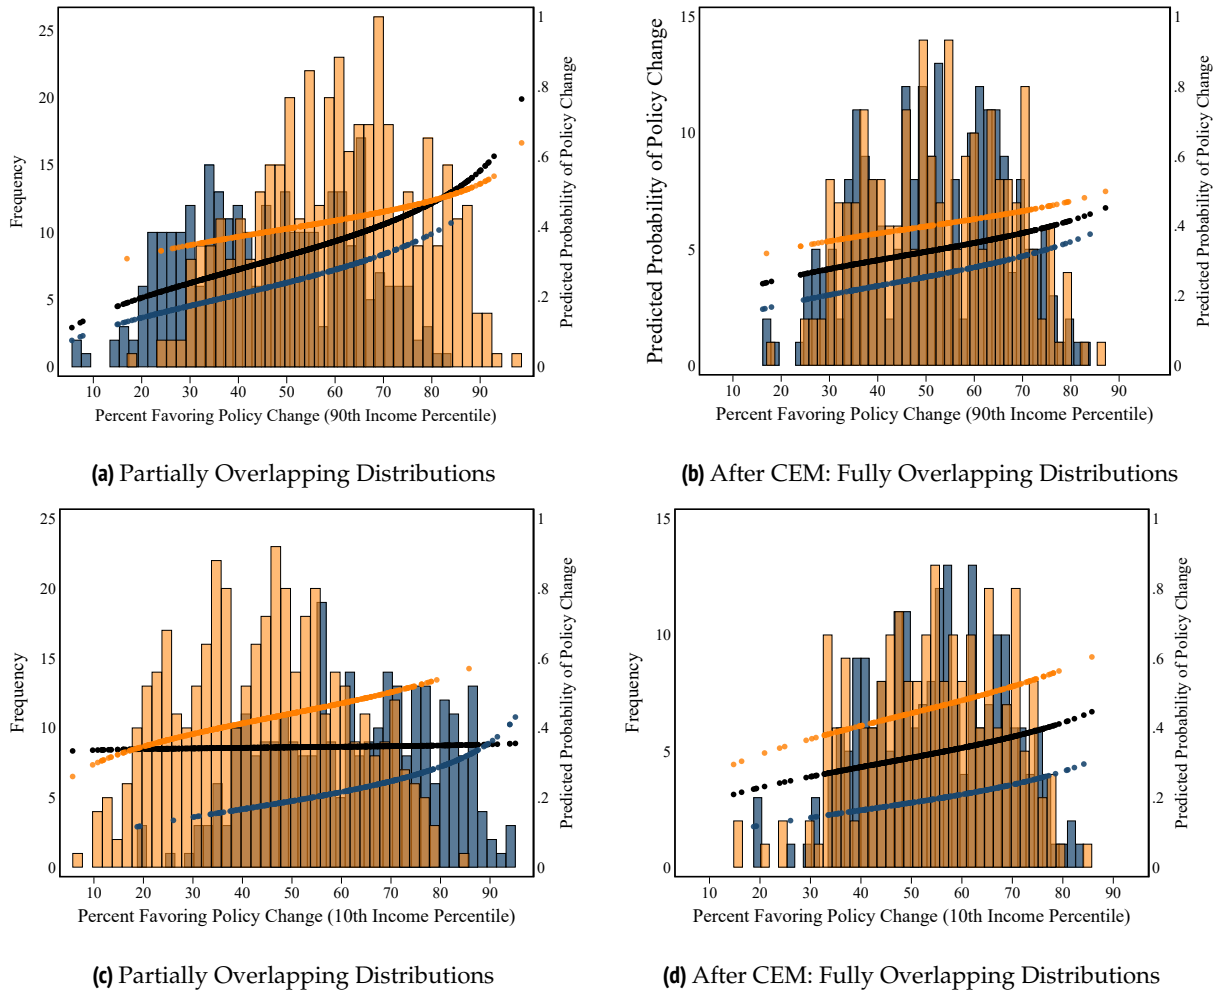 25
20
15
10
5
0
Frequency
1
.8
.6
.4
.2
0
Predicted Probability of Policy Change
10 20 30 40 50 60 70 80 90
Percent Favoring Policy Change (90th Income Percentile)
(a) Partially Overlapping Distributions
15
10
5
0
Predicted Probability of Policy Change
1
.8
.6
.4
.2
0
Predicted Probability of Policy Change
10 20 30 40 50 60 70 80 90
Percent Favoring Policy Change (90th Income Percentile)
(b) After CEM: Fully Overlapping Distributions
25
20
15
10
5
0
Frequency
1
.8
.6
.4
.2
0
Predicted Probability of Policy Change
10 20 30 40 50 60 70 80 90
Percent Favoring Policy Change (10th Income Percentile)
(c) Partially Overlapping Distributions
15
10
5
0
Frequency
1
.8
.6
.4
.2
0
Predicted Probability of Policy Change
10 20 30 40 50 60 70 80 90
Percent Favoring Policy Change (10th Income Percentile)
(d) After CEM: Fully Overlapping Distributions